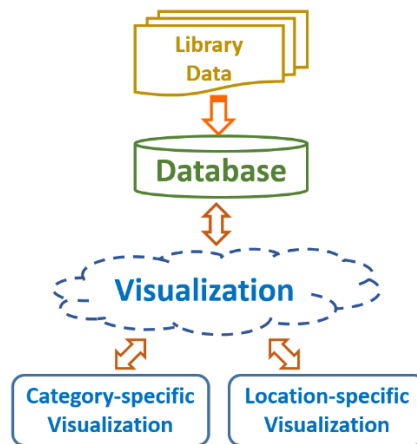 Library
Data
Database
Visualization
Category-specific
Visualization
Location-specific
Visualization